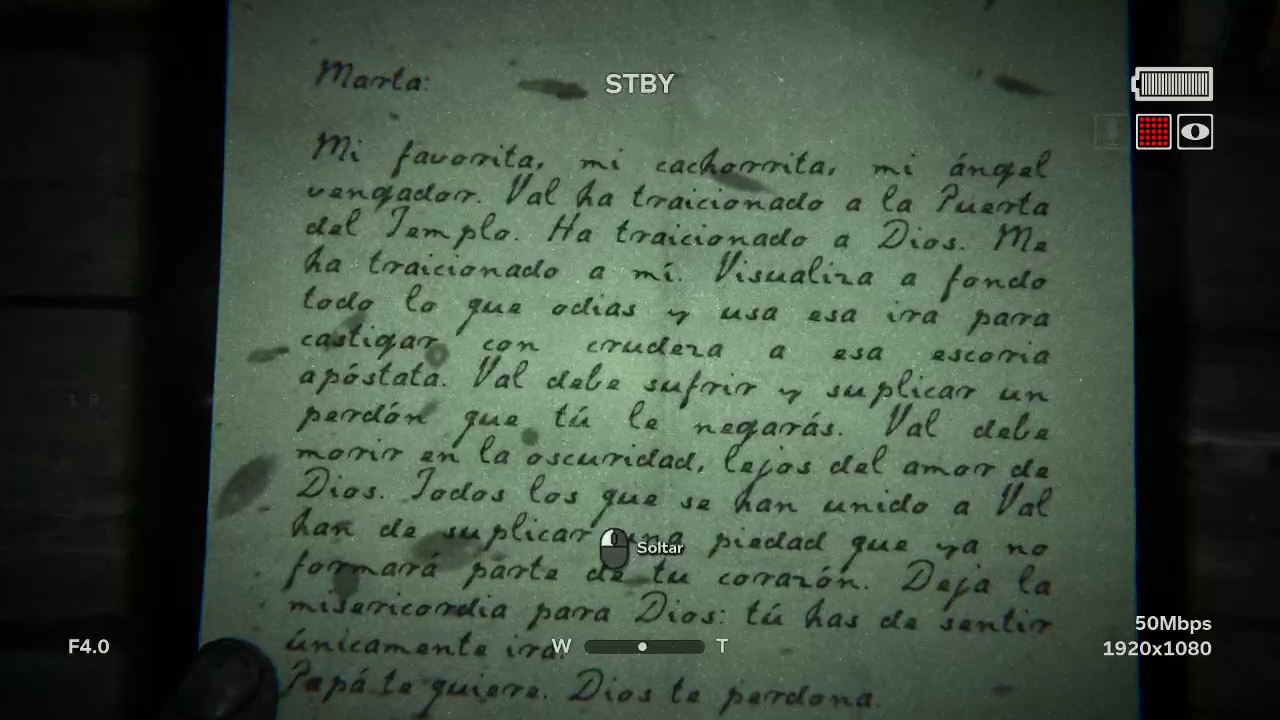 STBY
Marta:
Mi favorita, mi cachorrita, mi ángel
vengador. Val ha traicionado a la Puerta
del Templo. Ha traicionado a Dios. Me
ha traicionado a mí. Visualiza a fondo
todo lo que odias y usa esa ira para
castigar con crudeza a esa escoria
apóstata. Val debe sufrir y suplicar un
perdón que tú le negarás. Val debe
morir en la oscuridad, lejos del amor de
Dios. Todos los que se han unido a Val
han de suplicar una piedad que ya no
formará parte de tu corazón. Deja la
misericordia para Dios: tú has de sentir
únicamente ira.
Papá te quiere. Dios te perdona.
Soltar
L R
F4.0
W T
50Mbps
1920x1080